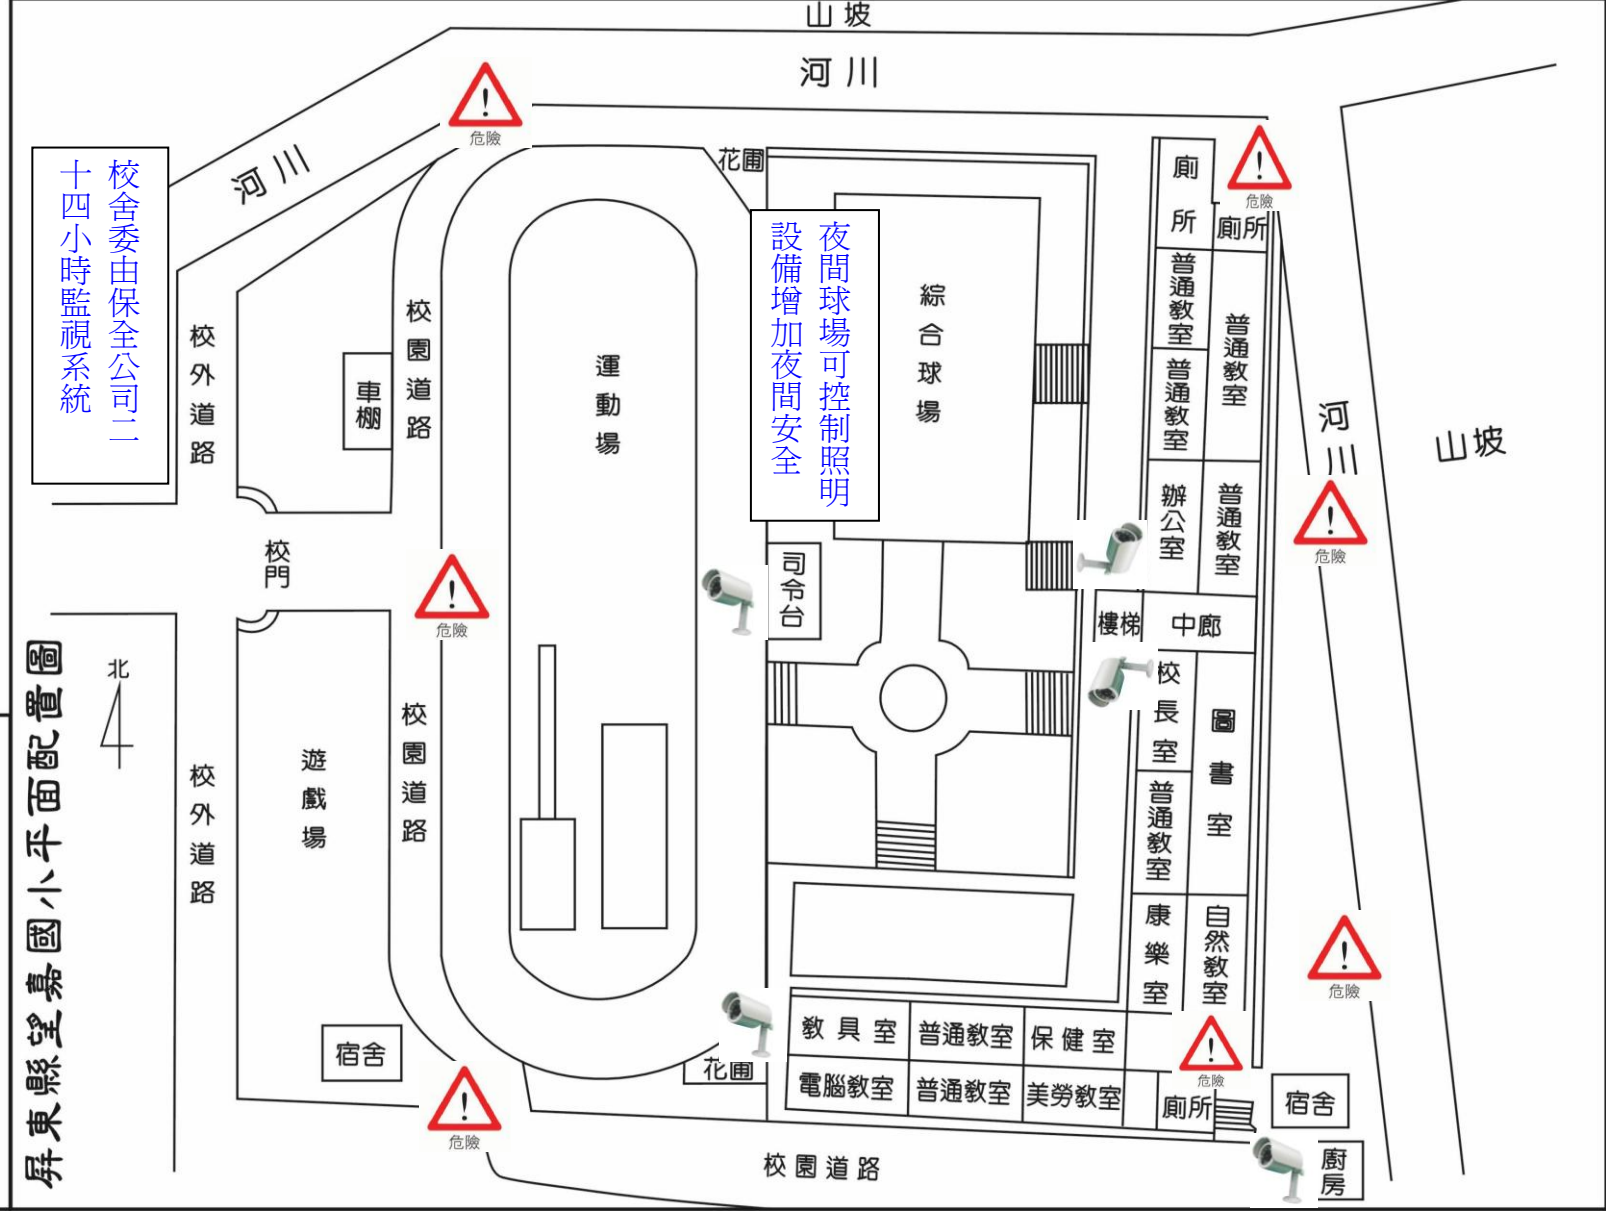 山坡
河川
危險
河川
校舍委由保全公司二
十四小時監視系統
花圃
夜間球場可控制照明
設備增加夜間安全
廁所
危險
廁所
普通教室
普通教室
普通教室
綜合球場
運動場
校園道路
車棚
校外道路
河川
山坡
辦公室
普通教室
危險
校門
危險
司令台
樓梯
中廊
北
校長室
圖書室
屏東縣望嘉國小平面配置圖
校外道路
遊戲場
校園道路
普通教室
康樂室
自然教室
危險
教具室
普通教室
保健室
宿舍
花圃
電腦教室
普通教室
美勞教室
危險
廁所
宿舍
危險
校園道路
廚房